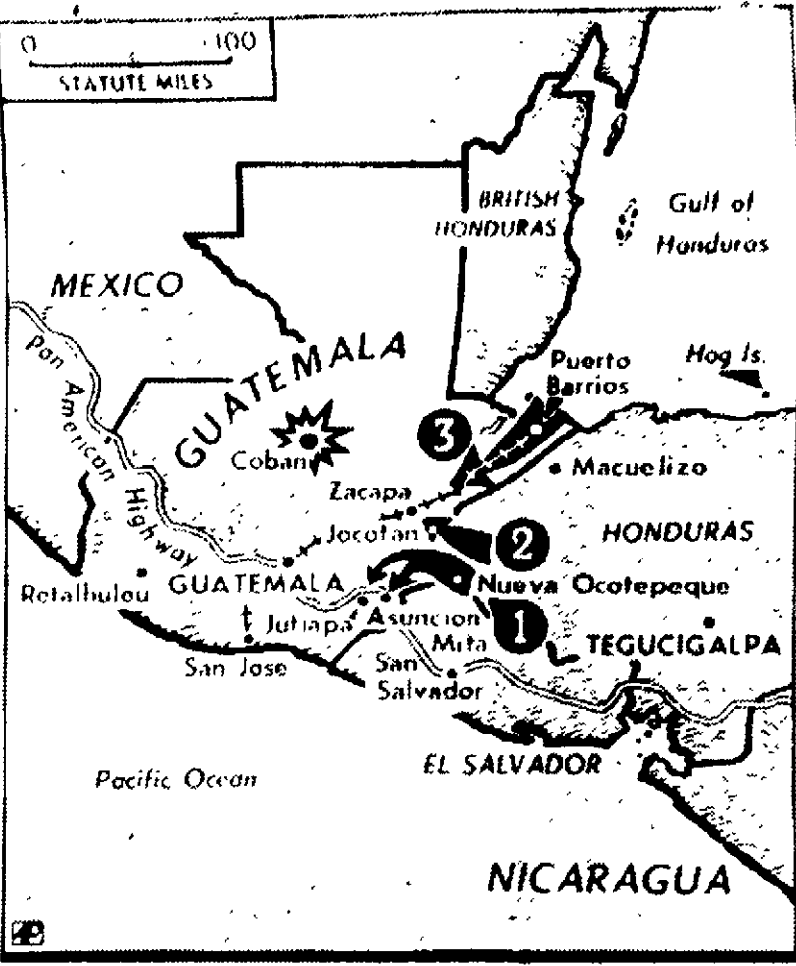 0 100
STATUTE MILES
BRITISH
HONDURAS
Gulf of
Honduras
MEXICO
Pan American Highway
GUATEMALA
Puerto
Barrios
Hog Is.
3
Coban
Macuelizo
Zacapa
Jocotan
2
HONDURAS
Retalhuleu
GUATEMALA
Nueva Ocotepeque
Jutiapa
Asuncion
Mita
1
TEGUCIGALPA
San Jose
San
Salvador
Pacific Ocean
EL SALVADOR
NICARAGUA